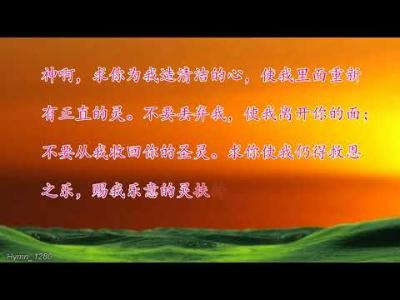 神啊，求你为我造清洁的心，使我里面重新
有正直的灵。不要丢弃我，使我离开你的面；
不要从我收回你的圣灵。求你使我仍得救恩
之乐，赐我乐意的灵扶
Hymn_1280